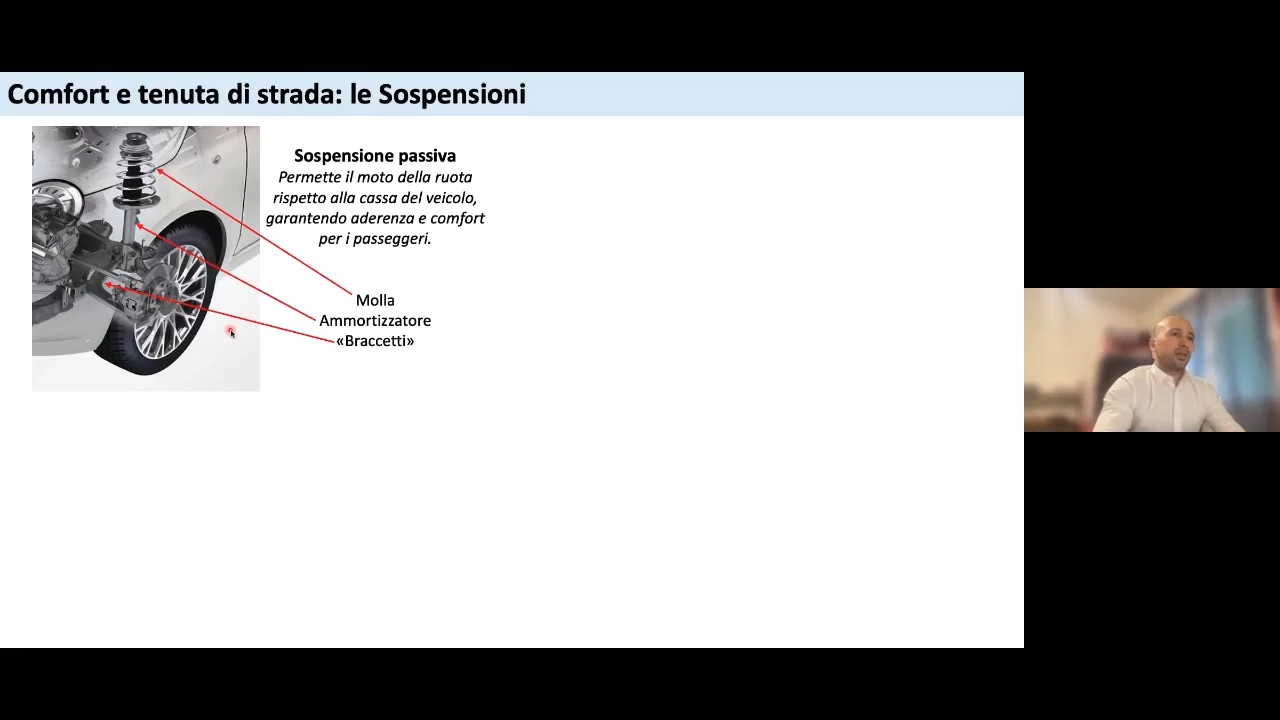 Comfort e tenuta di strada: le Sospensioni
Sospensione passiva
Permette il moto della ruota
rispetto alla cassa del veicolo,
garantendo aderenza e comfort
per i passeggeri.
Molla
Ammortizzatore
«Braccetti»